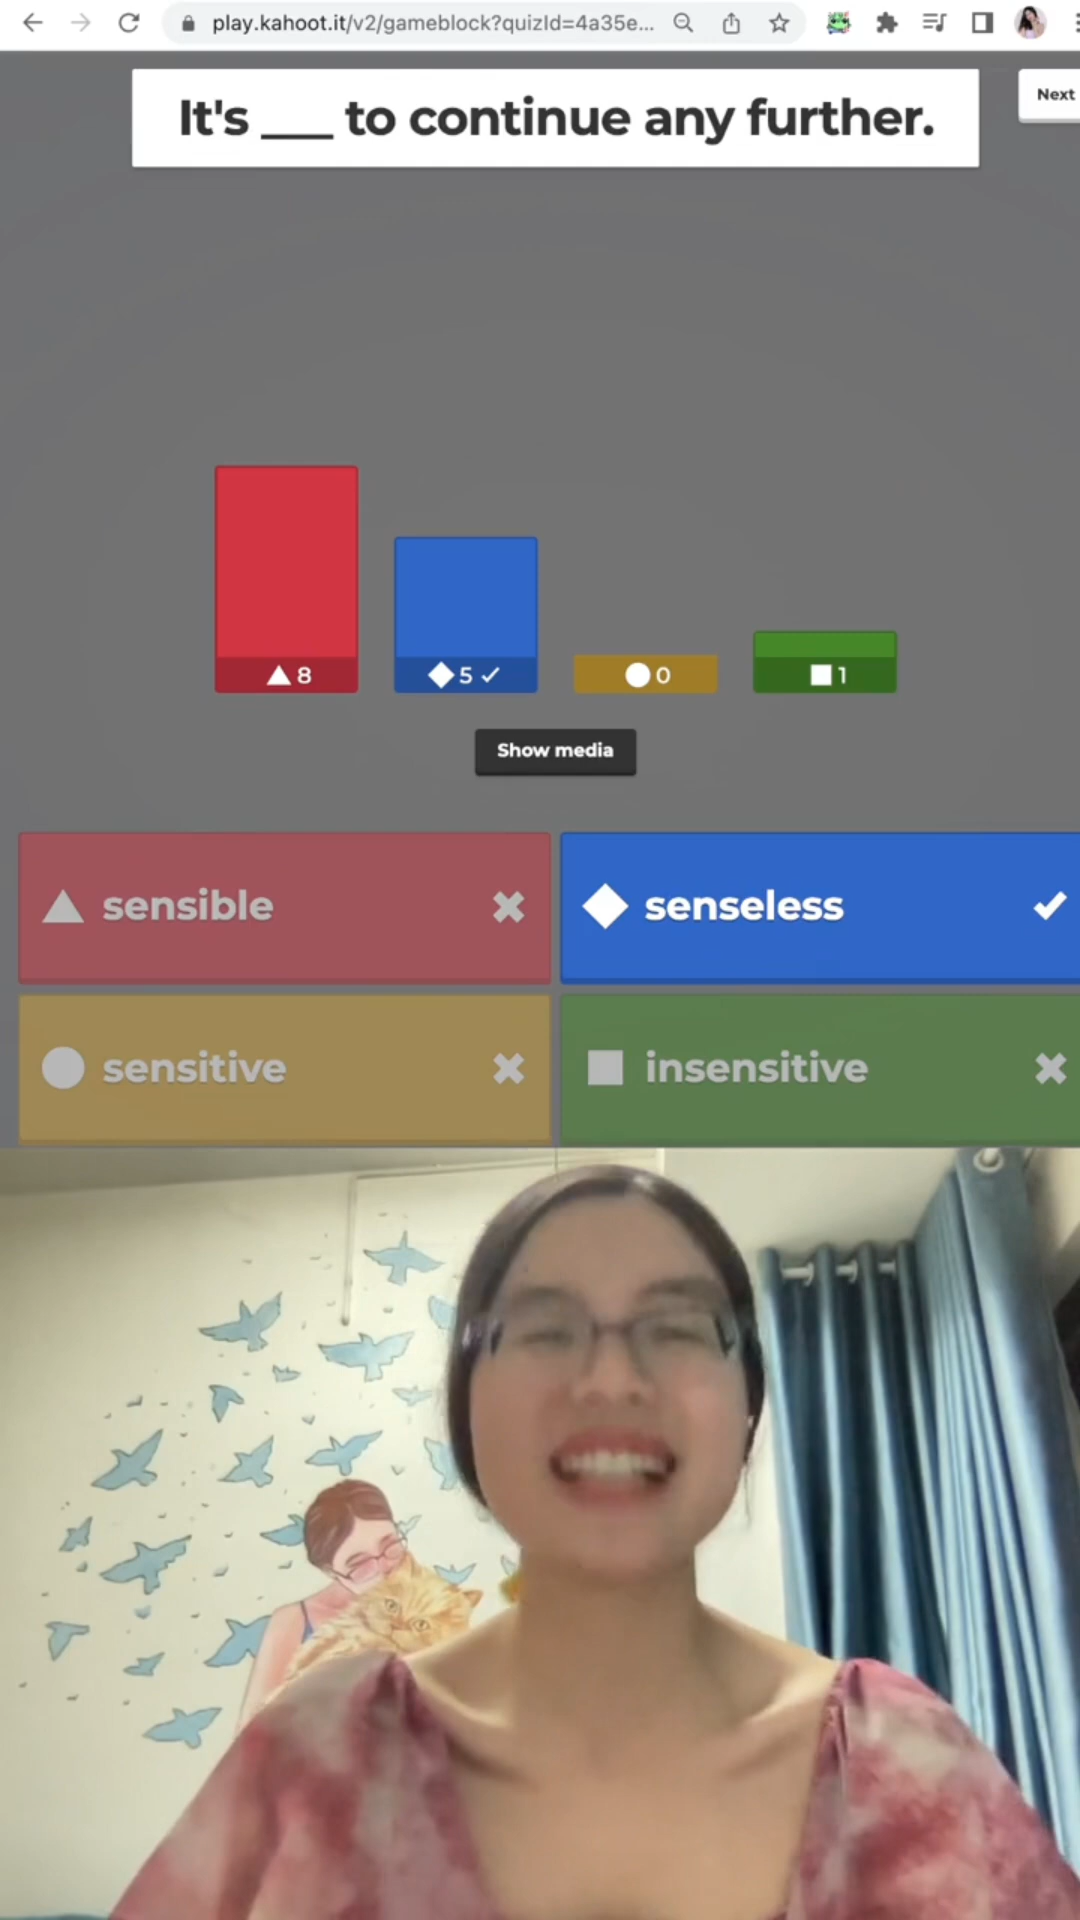 play.kahoot.it/v2/gameblock?quizId=4a35e...
It's ___ to continue any further.
Next
8
5
0
1
Show media
sensible
senseless
sensitive
insensitive